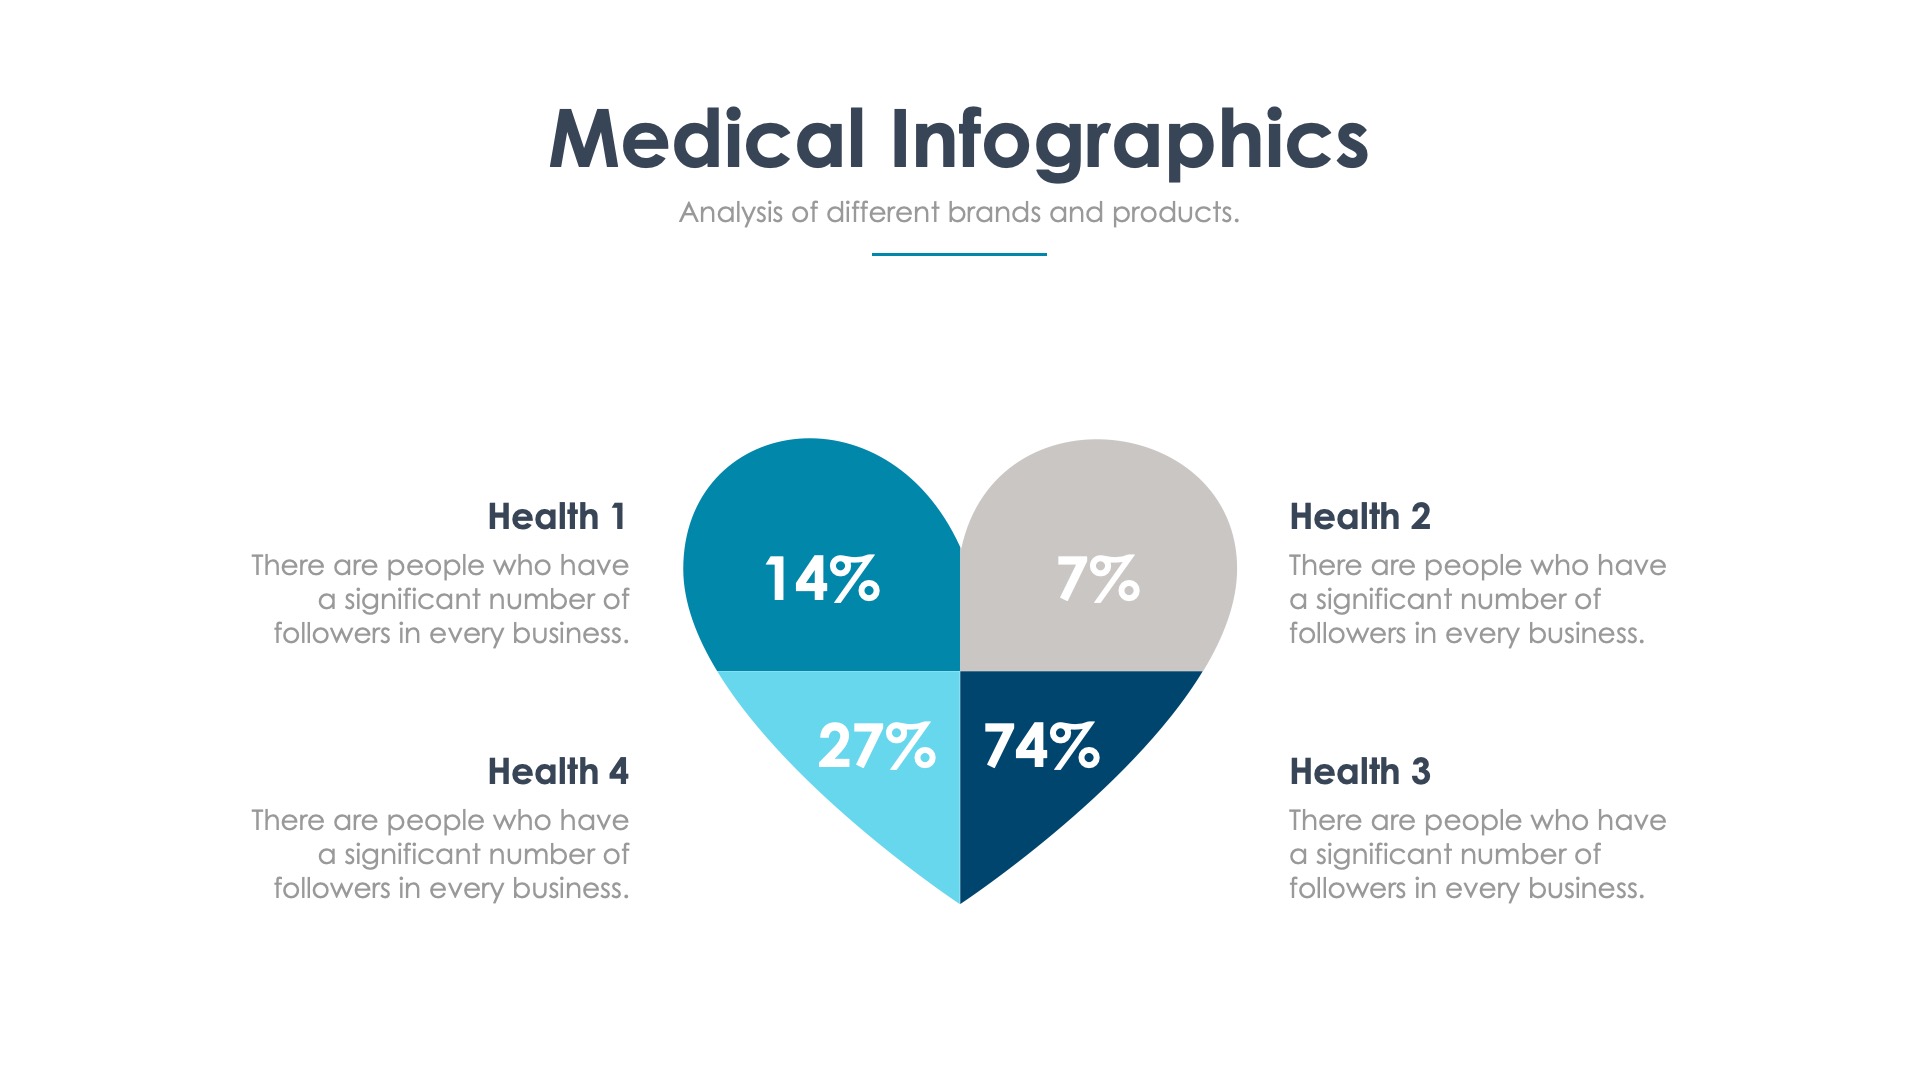 Medical Infographics
Analysis of different brands and products.
Health 1
There are people who have
a significant number of
followers in every business.
14%
7%
Health 2
There are people who have
a significant number of
followers in every business.
Health 4
There are people who have
a significant number of
followers in every business.
27%
74%
Health 3
There are people who have
a significant number of
followers in every business.